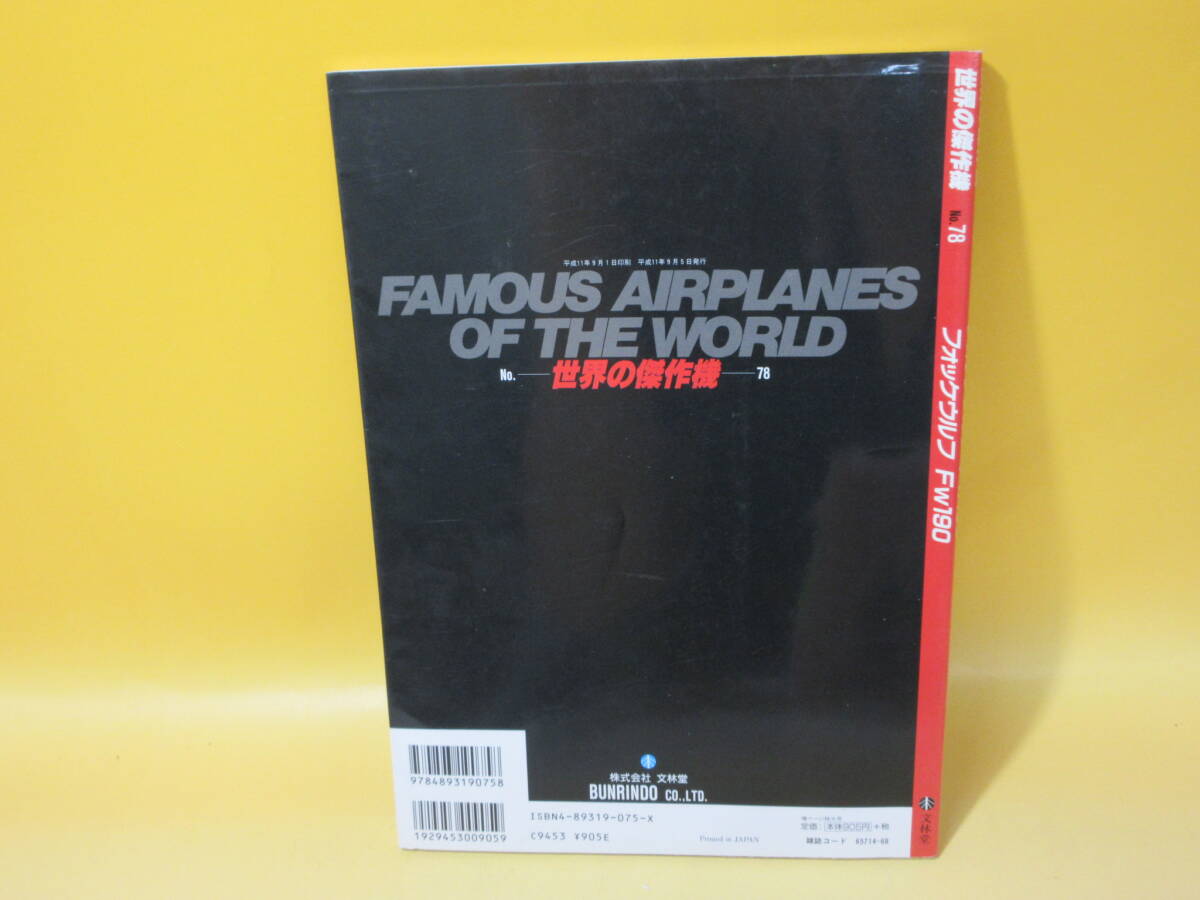 平成11年9月1日印刷 平成11年9月5日発行
FAMOUS AIRPLANES
OF THE WORLD
No. 世界の傑作機 78
株式会社 文林堂
BUNRINDO CO.,LTD.
9784893190758
1929453009059
ISBN4-89319-075-X
C9453 ¥905E
Printed in JAPAN
定価:本体905円+税
雑誌コード 65714-68
世界の傑作機 No.78 フォッケウルフ Fw190
文林堂